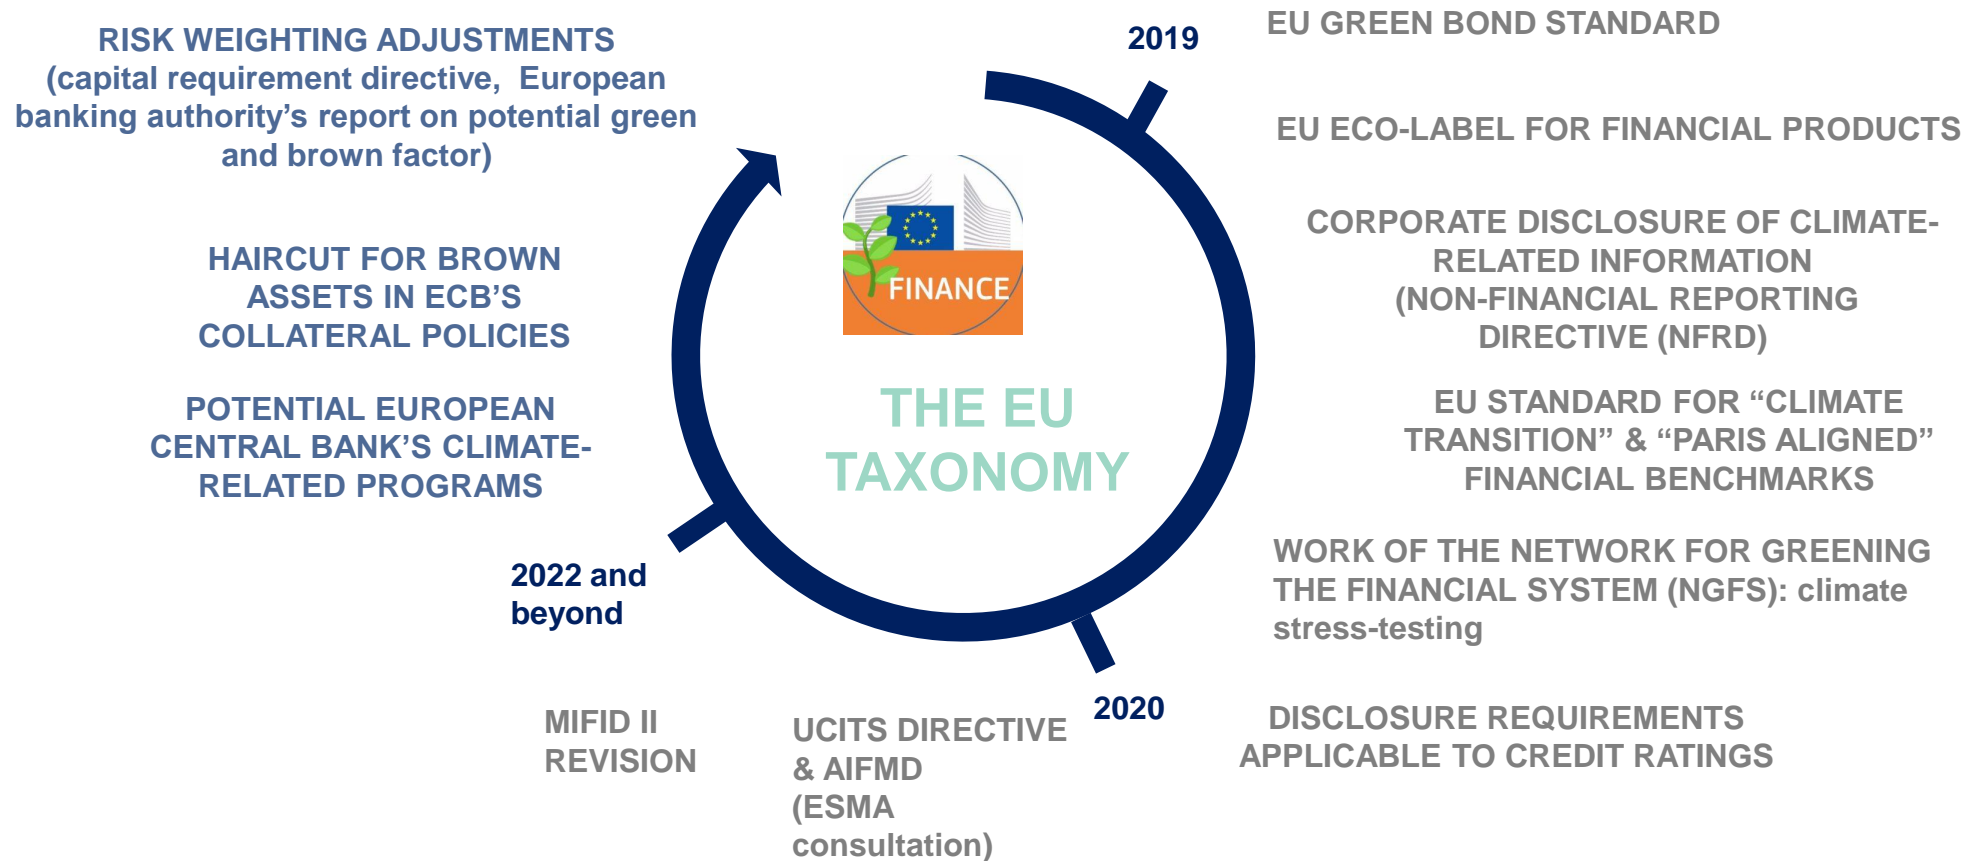 RISK WEIGHTING ADJUSTMENTS
(capital requirement directive, European
banking authority’s report on potential green
and brown factor)
HAIRCUT FOR BROWN
ASSETS IN ECB’S
COLLATERAL POLICIES
POTENTIAL EUROPEAN
CENTRAL BANK’S CLIMATE-
RELATED PROGRAMS
2022 and
beyond
MIFID II
REVISION
UCITS DIRECTIVE
& AIFMD
(ESMA
consultation)
2020
2019
FINANCE
THE EU
TAXONOMY
EU GREEN BOND STANDARD
EU ECO-LABEL FOR FINANCIAL PRODUCTS
CORPORATE DISCLOSURE OF CLIMATE-
RELATED INFORMATION
(NON-FINANCIAL REPORTING
DIRECTIVE (NFRD)
EU STANDARD FOR “CLIMATE
TRANSITION” & “PARIS ALIGNED”
FINANCIAL BENCHMARKS
WORK OF THE NETWORK FOR GREENING
THE FINANCIAL SYSTEM (NGFS): climate
stress-testing
DISCLOSURE REQUIREMENTS
APPLICABLE TO CREDIT RATINGS